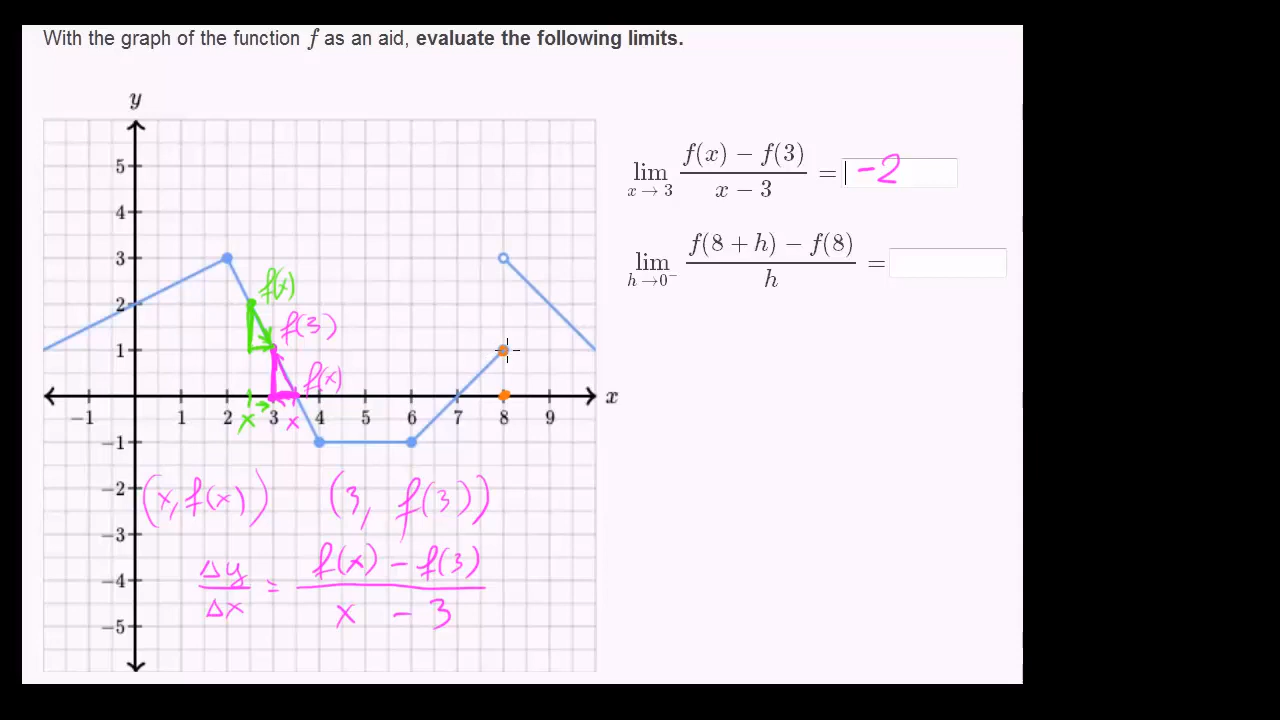 With the graph of the function f as an aid, evaluate the following limits.
y
5
4
3
2
1
−1
−2
−3
−4
−5
−1 1 2 3 4 5 6 7 8 9 x
f(x)
f(3)
f(x)
x x
(x, f(x)) (3, f(3))
Δy/Δx = f(x) − f(3) / x − 3
lim x→3 f(x) − f(3) / x − 3 = −2
lim h→0⁻ f(8 + h) − f(8) / h =